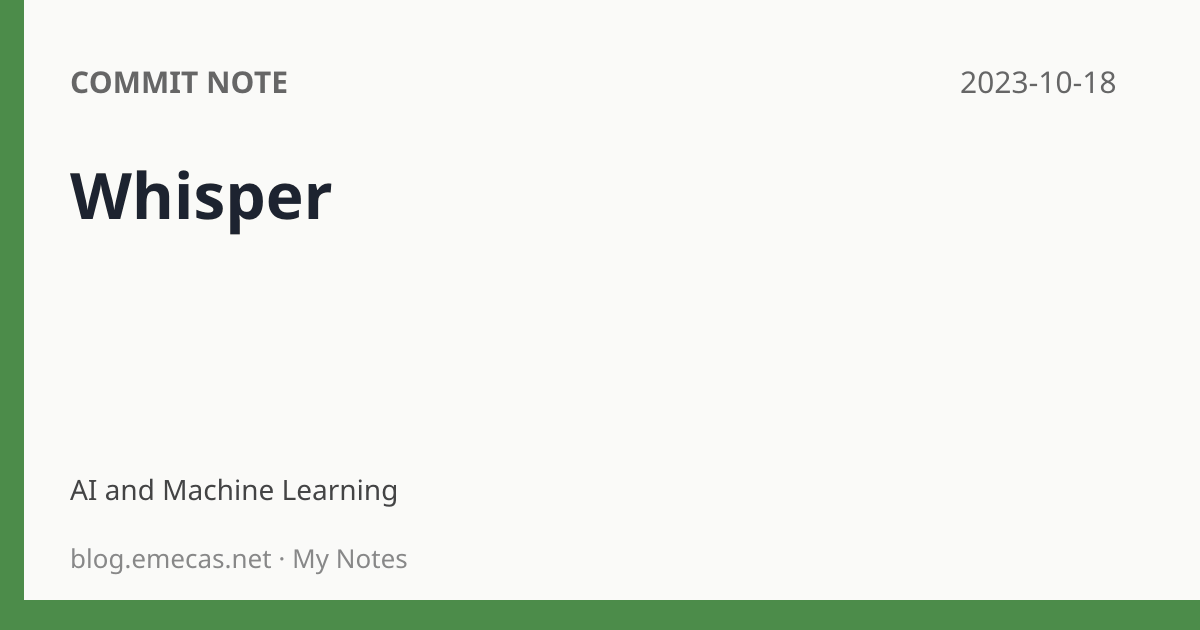 COMMIT NOTE
2023-10-18
Whisper
AI and Machine Learning
blog.emecas.net · My Notes